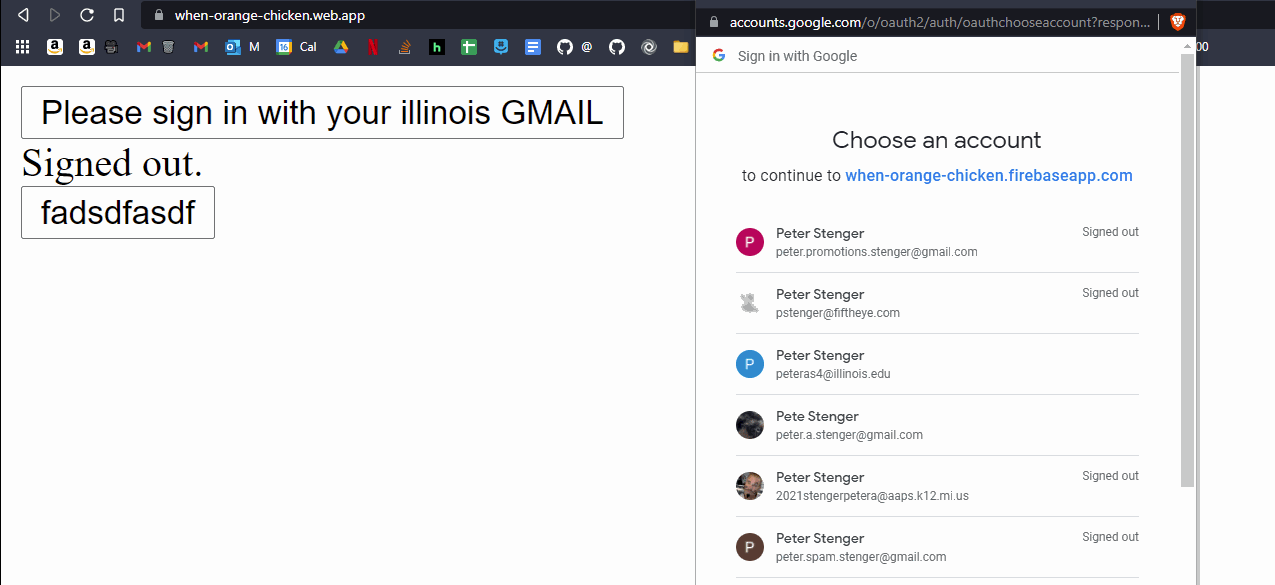 when-orange-chicken.web.app
M
16
Cal
h
@
Please sign in with your illinois GMAIL
Signed out.
fadsdfasdf
accounts.google.com/o/oauth2/auth/oauthchooseaccount?respon...
00
Sign in with Google
Choose an account
to continue to when-orange-chicken.firebaseapp.com
P
Peter Stenger
Signed out
peter.promotions.stenger@gmail.com
Peter Stenger
Signed out
pstenger@fiftheye.com
P
Peter Stenger
peteras4@illinois.edu
Pete Stenger
peter.a.stenger@gmail.com
Peter Stenger
Signed out
2021stengerpetera@aaps.k12.mi.us
P
Peter Stenger
Signed out
peter.spam.stenger@gmail.com